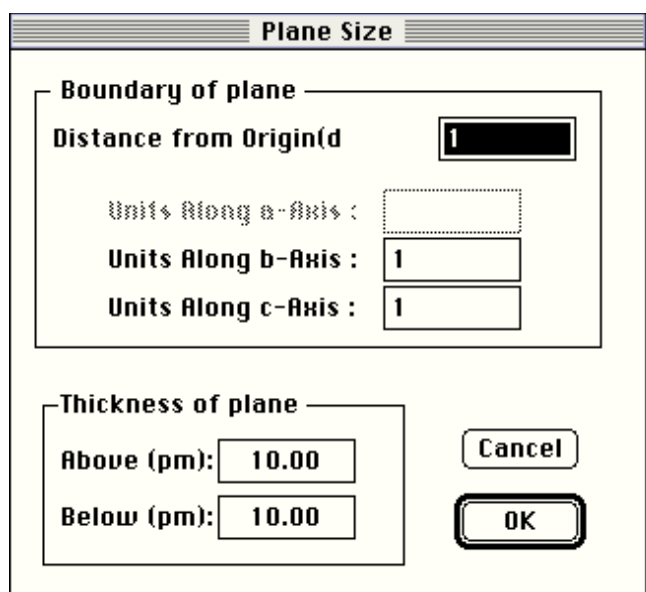 Plane Size
Boundary of plane
Distance from Origin(d 1
Units Along a-Axis :
Units Along b-Axis : 1
Units Along c-Axis : 1
Thickness of plane
Above (pm): 10.00
Below (pm): 10.00
Cancel
OK